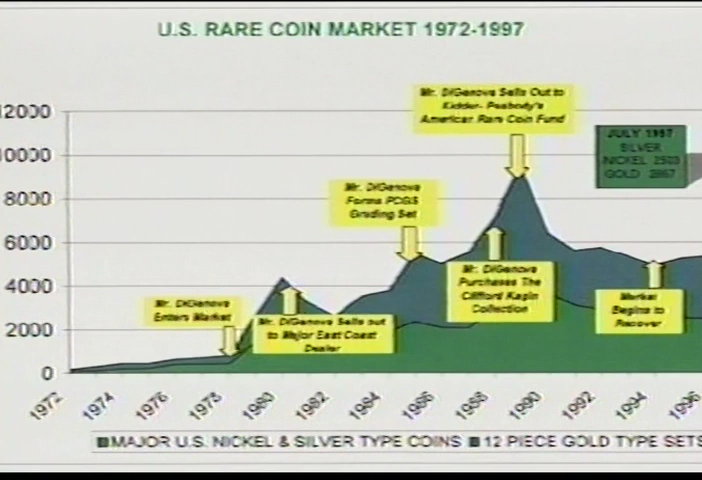 U.S. RARE COIN MARKET 1972-1997
Mr. DiGenova Sells Out to
Kidder- Peabody's
American Rare Coin Fund
12000
10000
8000
6000
4000
2000
0
JULY 1997
SILVER
NICKEL 2503
GOLD 2867
Mr. DiGenova
Forms PCGS
Grading Set
Mr. DiGenova
Purchases The
Clifford Kapin
Collection
Market
Begins to
Recover
Mr. DiGenova
Enters Market
Mr. DiGenova Sells out
to Major East Coast
Dealer
1972
1974
1976
1978
1980
1982
1984
1986
1988
1990
1992
1994
1996
MAJOR U.S. NICKEL & SILVER TYPE COINS
12 PIECE GOLD TYPE SETS